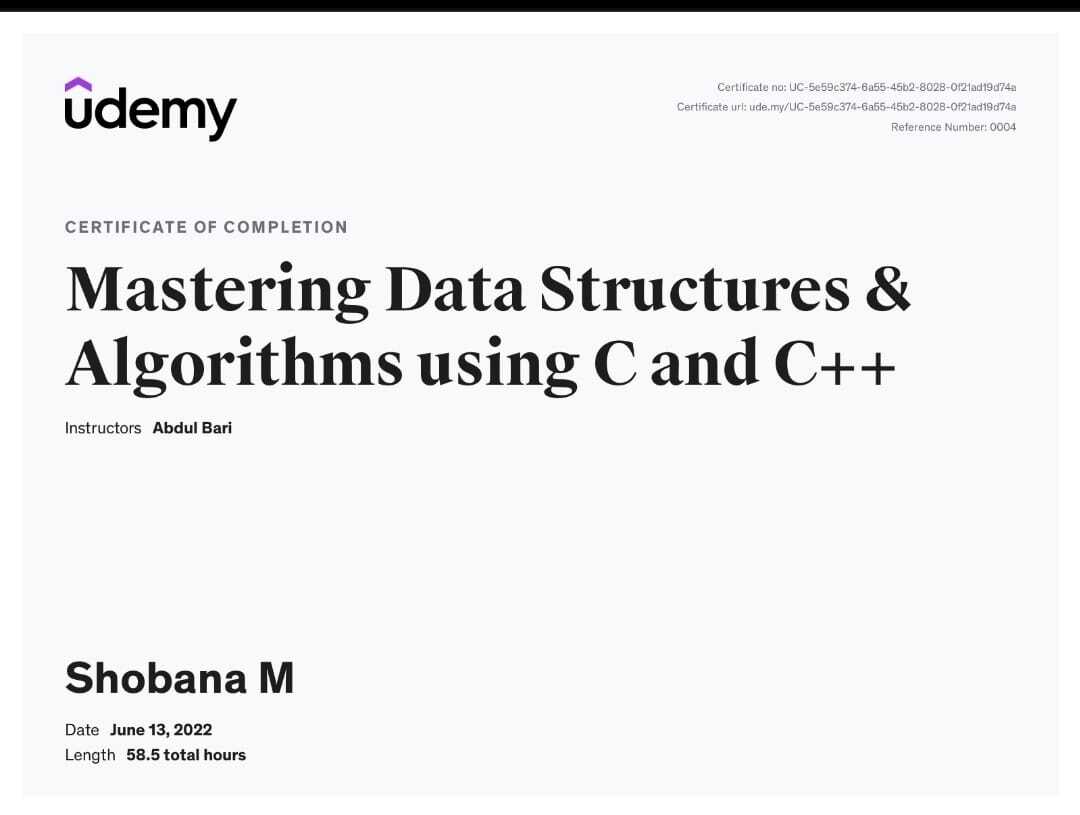 udemy
Certificate no: UC-5e59c374-6a55-45b2-8028-0f21ad19d74a
Certificate url: ude.my/UC-5e59c374-6a55-45b2-8028-0f21ad19d74a
Reference Number: 0004
CERTIFICATE OF COMPLETION
Mastering Data Structures &
Algorithms using C and C++
Instructors Abdul Bari
Shobana M
Date June 13, 2022
Length 58.5 total hours